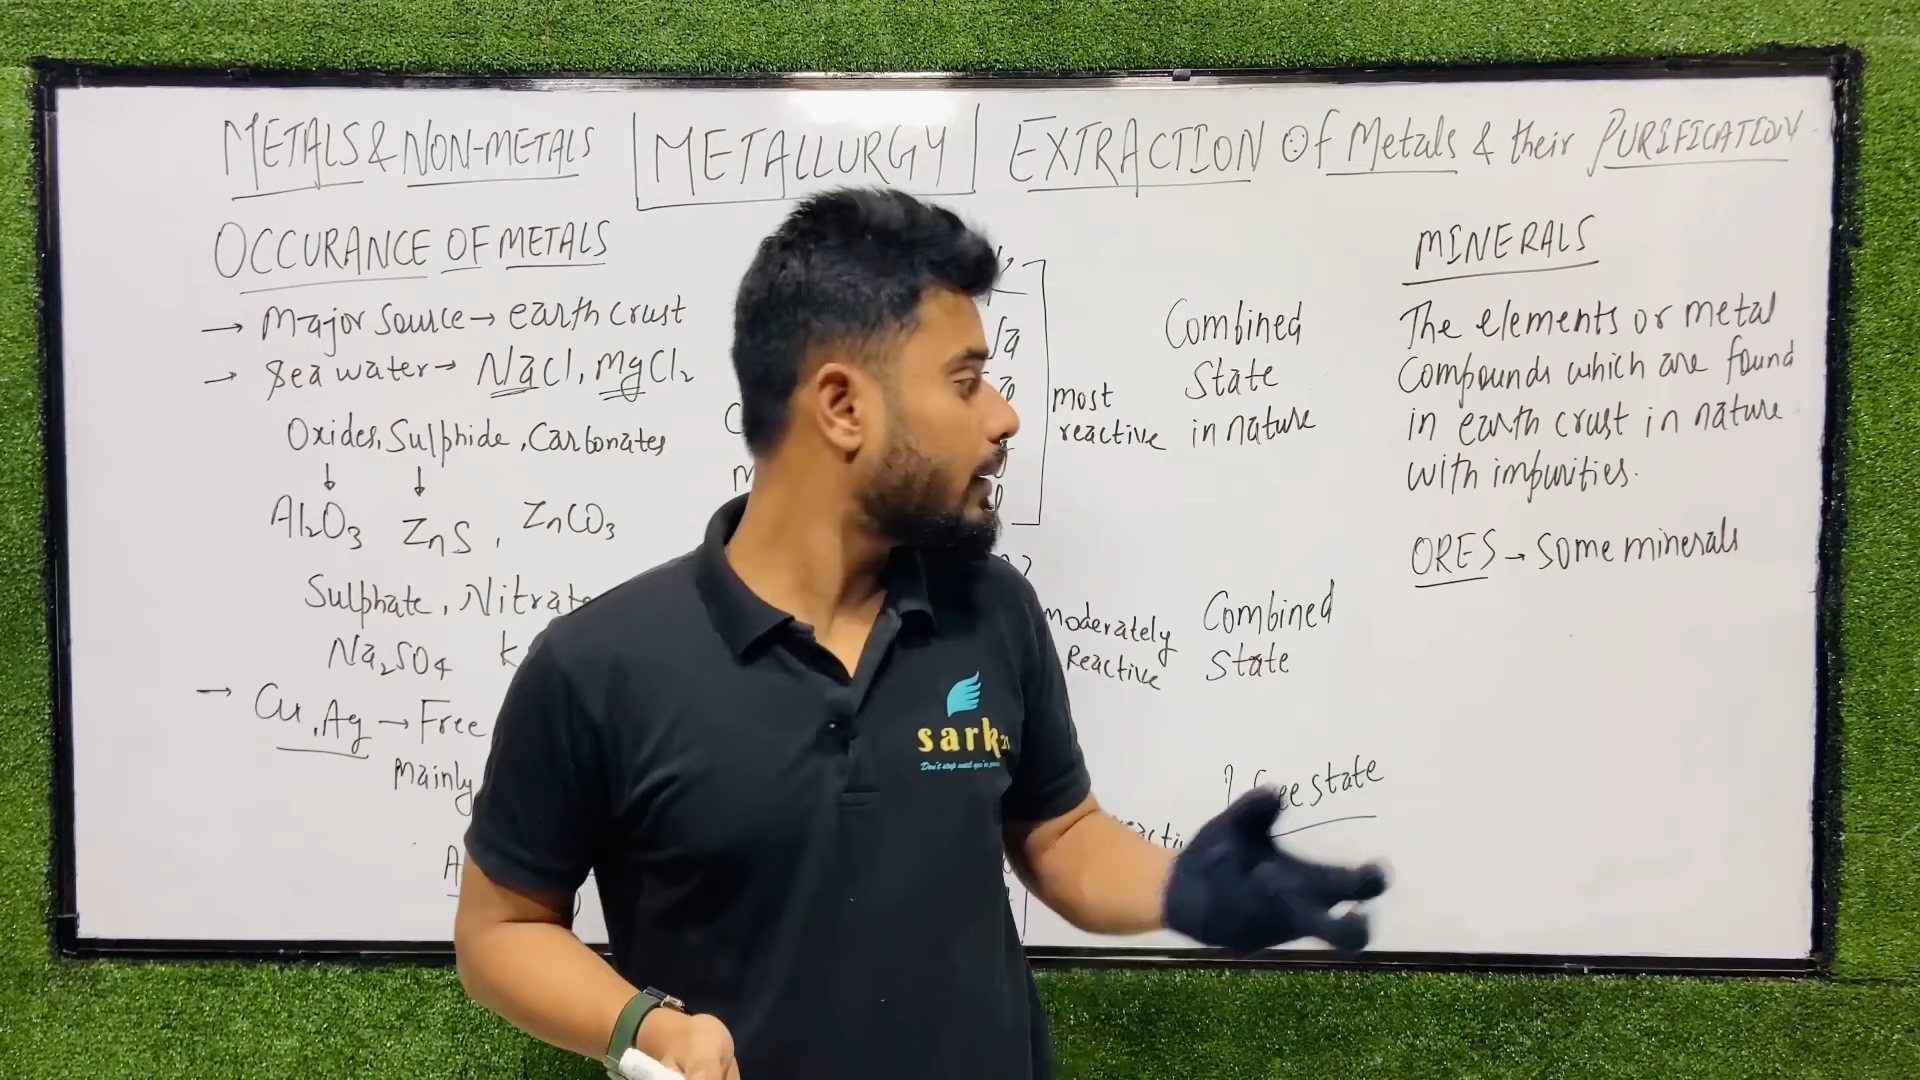 METALS & NON-METALS METALLURGY EXTRACTION Of Metals & their PURIFICATION
OCCURANCE OF METALS
→ Major Source → earth crust
→ Sea water → NaCl, MgCl₂
Oxides, Sulphide, Carbonates
↓ ↓
Al₂O₃ ZnS, ZnCO₃
Sulphate, Nitrate
Na₂SO₄
→ Cu, Ag → Free
Mainly
most
reactive
Combined
State
in nature
moderately
Reactive
Combined
State
state
MINERALS
The elements or metal
Compounds which are found
in earth crust in nature
with impurities.
ORES → Some minerals
sark